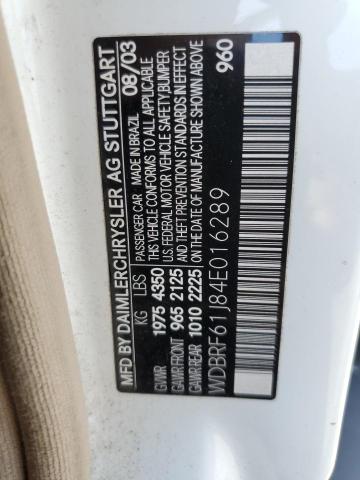 MFD BY DAIMLERCHRYSLER AG STUTTGART
08/03
KG LBS
PASSENGER CAR MADE IN BRAZIL
GVWR 1975 4350
THIS VEHICLE CONFORMS TO ALL APPLICABLE
U.S. FEDERAL MOTOR VEHICLE SAFETY/BUMPER
GAWR FRONT 965 2125
AND THEFT PREVENTION STANDARDS IN EFFECT
GAWR REAR 1010 2225
ON THE DATE OF MANUFACTURE SHOWN ABOVE
960
WDBRF61J84E016289